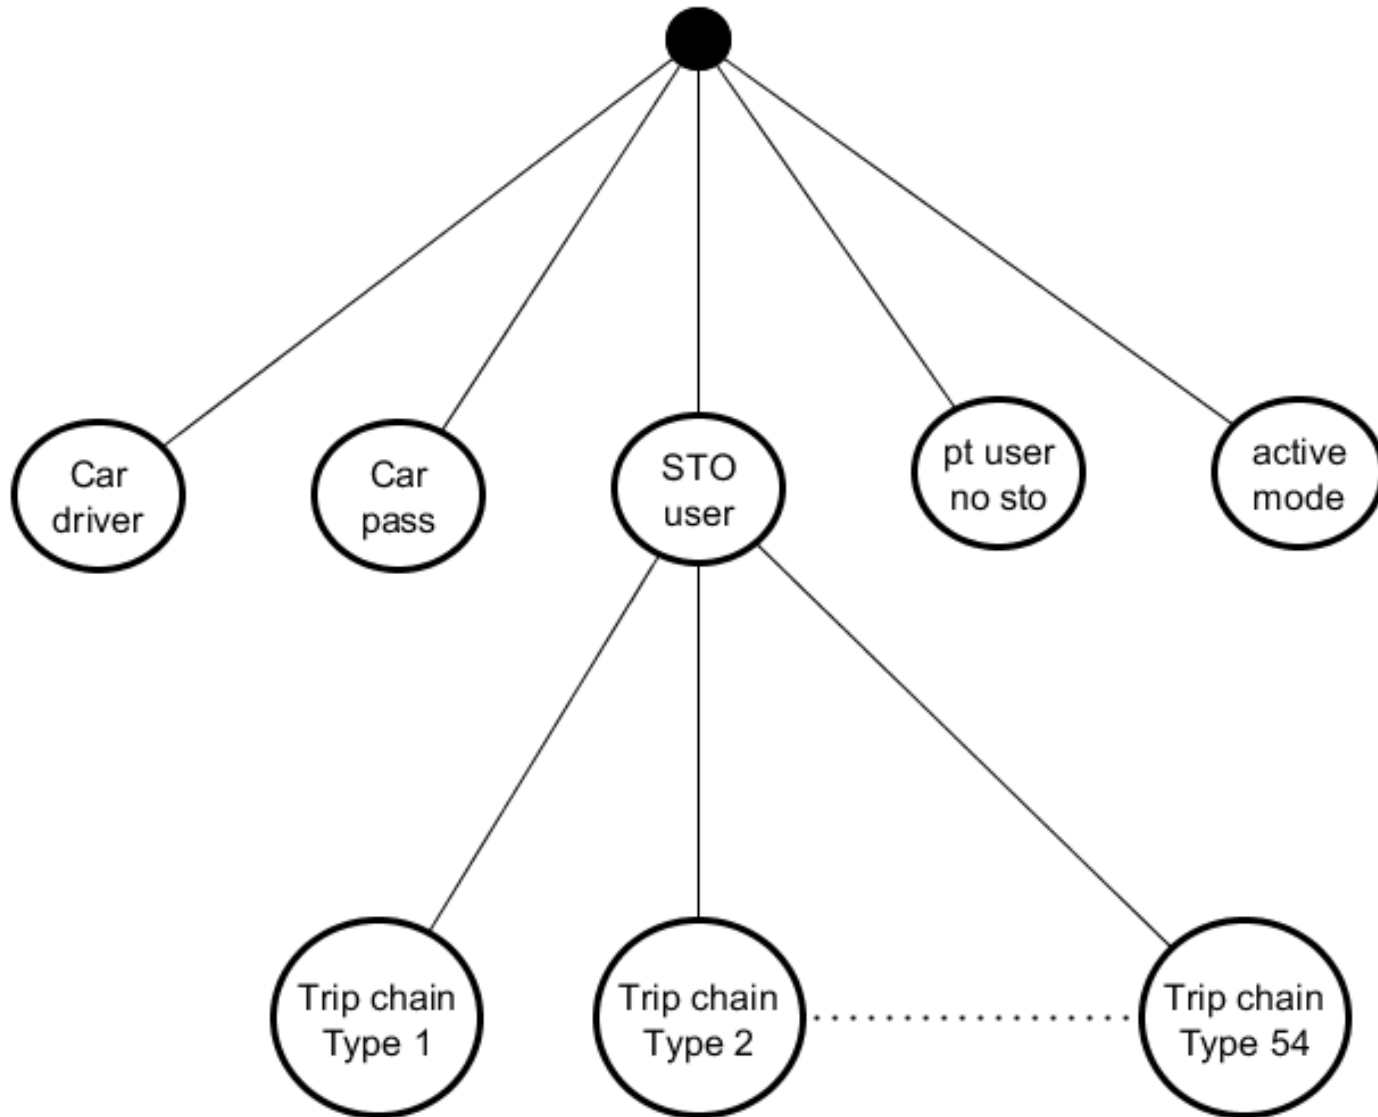 Car
driver
Car
pass
STO
user
pt user
no sto
active
mode
Trip chain
Type 1
Trip chain
Type 2
Trip chain
Type 54